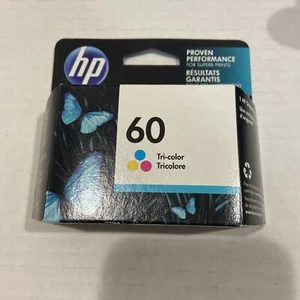 hp
PROVEN
PERFORMANCE
FOR SUPERB PRINTS
RÉSULTATS
GARANTIS
60
Tri-color
Tricolore